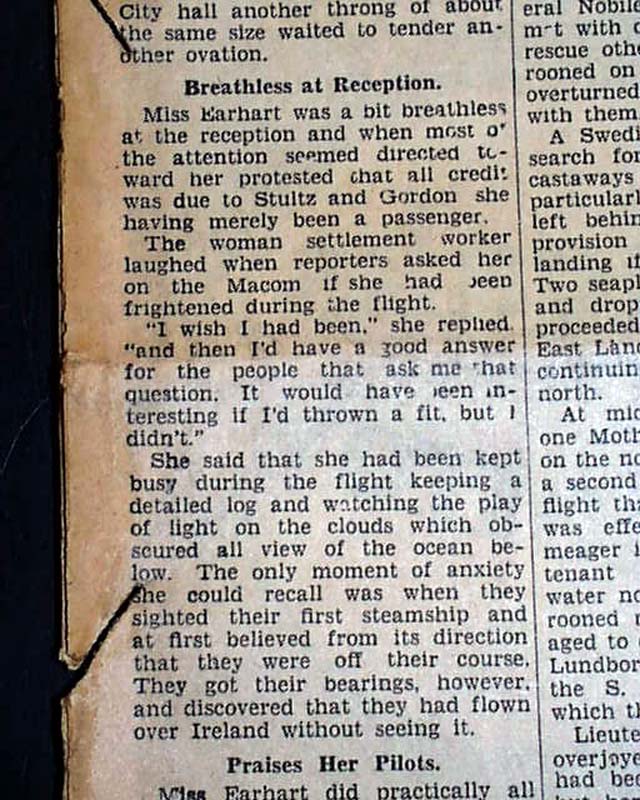 City hall another throng of about
the same size waited to tender an-
other ovation.
Breathless at Reception.
Miss Earhart was a bit breathless
at the reception and when most o'
the attention seemed directed to-
ward her protested that all credit
was due to Stultz and Gordon she
having merely been a passenger.
The woman settlement worker
laughed when reporters asked her
on the Macom if she had been
frightened during the flight.
"I wish I had been," she replied.
"and then I'd have a good answer
for the people that ask me that
question. It would have been in-
teresting if I'd thrown a fit, but I
didn't."
She said that she had been kept
busy during the flight keeping a
detailed log and watching the play
of light on the clouds which ob-
scured all view of the ocean be-
low. The only moment of anxiety
she could recall was when they
sighted their first steamship and
at first believed from its direction
that they were off their course.
They got their bearings, however,
and discovered that they had flown
over Ireland without seeing it.
Praises Her Pilots.
Miss Earhart did practically all
eral Nobile
with
rescue othe
rooned on
overturned
with them.
A Swedi
search for
castaways
particularl
left behin
provision
landing if
Two seapl
and drop
proceeded
East Land
continuin
north.
At mid
one Moth
on the no
a second
flight tha
was effe
meager i
tenant
water no
rooned
aged to
Lundbor
the S.
which th
Lieute
overjoye
had bee